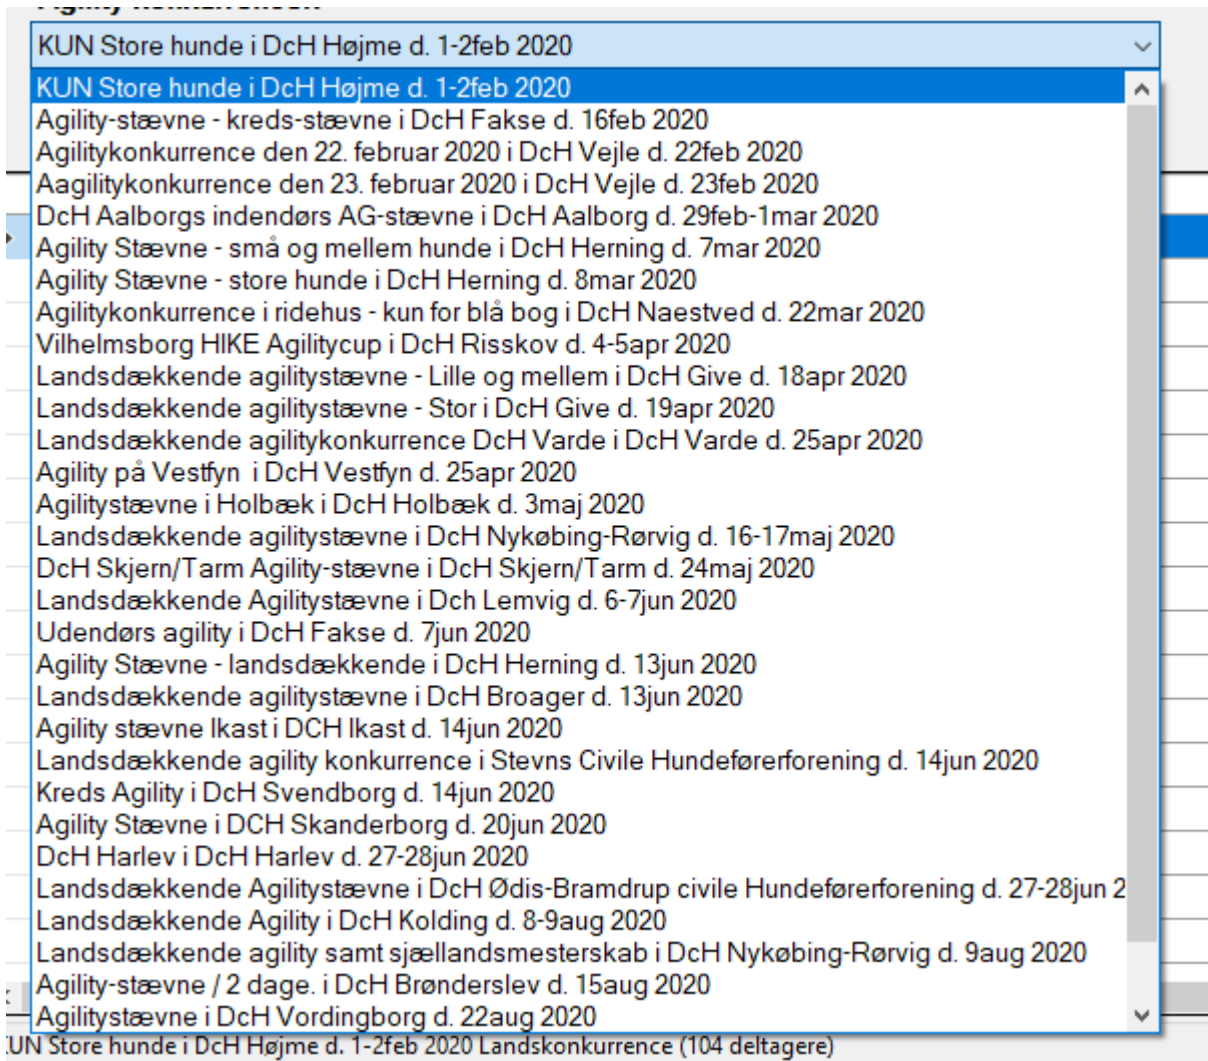 KUN Store hunde i DcH Højme d. 1-2feb 2020
KUN Store hunde i DcH Højme d. 1-2feb 2020
Agility-stævne - kreds-stævne i DcH Fakse d. 16feb 2020
Agilitykonkurrence den 22. februar 2020 i DcH Vejle d. 22feb 2020
Aagilitykonkurrence den 23. februar 2020 i DcH Vejle d. 23feb 2020
DcH Aalborgs indendørs AG-stævne i DcH Aalborg d. 29feb-1mar 2020
Agility Stævne - små og mellem hunde i DcH Herning d. 7mar 2020
Agility Stævne - store hunde i DcH Herning d. 8mar 2020
Agilitykonkurrence i ridehus - kun for blå bog i DcH Naestved d. 22mar 2020
Vilhelmsborg HIKE Agilitycup i DcH Risskov d. 4-5apr 2020
Landsdækkende agilitystævne - Lille og mellem i DcH Give d. 18apr 2020
Landsdækkende agilitystævne - Stor i DcH Give d. 19apr 2020
Landsdækkende agilitykonkurrence DcH Varde i DcH Varde d. 25apr 2020
Agility på Vestfyn  i DcH Vestfyn d. 25apr 2020
Agilitystævne i Holbæk i DcH Holbæk d. 3maj 2020
Landsdækkende agilitystævne i DcH Nykøbing-Rørvig d. 16-17maj 2020
DcH Skjern/Tarm Agility-stævne i DcH Skjern/Tarm d. 24maj 2020
Landsdækkende Agilitystævne i Dch Lemvig d. 6-7jun 2020
Udendørs agility i DcH Fakse d. 7jun 2020
Agility Stævne - landsdækkende i DcH Herning d. 13jun 2020
Landsdækkende agilitystævne i DcH Broager d. 13jun 2020
Agility stævne Ikast i DCH Ikast d. 14jun 2020
Landsdækkende agility konkurrence i Stevns Civile Hundeførerforening d. 14jun 2020
Kreds Agility i DcH Svendborg d. 14jun 2020
Agility Stævne i DCH Skanderborg d. 20jun 2020
DcH Harlev i DcH Harlev d. 27-28jun 2020
Landsdækkende Agilitystævne i DcH Ødis-Bramdrup civile Hundeførerforening d. 27-28jun 2
Landsdækkende Agility i DcH Kolding d. 8-9aug 2020
Landsdækkende agility samt sjællandsmesterskab i DcH Nykøbing-Rørvig d. 9aug 2020
Agility-stævne / 2 dage. i DcH Brønderslev d. 15aug 2020
Agilitystævne i DcH Vordingborg d. 22aug 2020
KUN Store hunde i DcH Højme d. 1-2feb 2020 Landskonkurrence (104 deltagere)